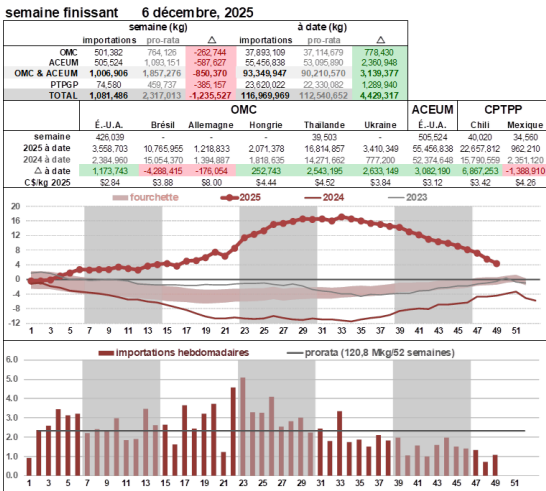 semaine finissant 6 décembre, 2025
semaine (kg) à date (kg)
importations pro-rata △ importations pro-rata △
OMC 501,382 764,126 -262,744 37,893,109 37,114,679 778,430
ACEUM 505,524 1,093,151 -587,627 55,456,838 53,095,890 2,360,948
OMC & ACEUM 1,006,906 1,857,276 -850,370 93,349,947 90,210,570 3,139,377
PTPGP 74,580 459,737 -385,157 23,620,022 22,330,082 1,289,940
TOTAL 1,081,486 2,317,013 -1,235,527 116,969,969 112,540,652 4,429,317
OMC ACEUM CPTPP
É.-U.A. Brésil Allemagne Hongrie Thaïlande Ukraine É.-U.A. Chili Mexique
semaine 426,039 - - - 39,503 - 505,524 40,020 34,560
2025 à date 3,558,703 10,765,955 1,218,833 2,071,378 16,814,857 3,410,349 55,456,838 22,657,812 962,210
2024 à date 2,384,960 15,054,370 1,394,887 1,818,635 14,271,662 777,200 52,374,648 15,790,559 2,351,120
△ à date 1,173,743 -4,288,415 -176,054 252,743 2,543,195 2,633,149 3,082,190 6,867,253 -1,388,910
C$/kg 2025 $2.84 $3.88 $8.00 $4.44 $4.52 $3.84 $3.12 $3.42 $4.26
fourchette 2025 2024 2023
20
16
12
8
4
0
-4
-8
-12
1 3 5 7 9 11 13 15 17 19 21 23 25 27 29 31 33 35 37 39 41 43 45 47 49 51
importations hebdomadaires prorata (120,8 Mkg/52 semaines)
6.0
5.0
4.0
3.0
2.0
1.0
0.0
1 3 5 7 9 11 13 15 17 19 21 23 25 27 29 31 33 35 37 39 41 43 45 47 49 51